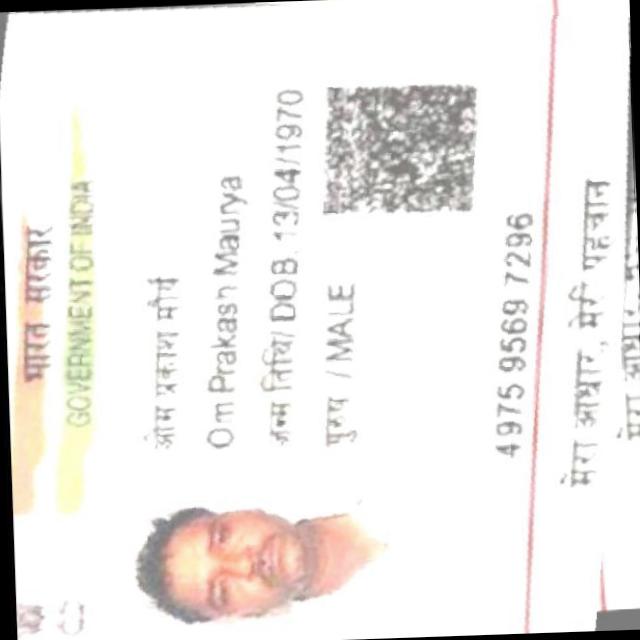 भारत सरकार
GOVERNMENT OF INDIA
ओम प्रकाश मौर्य
Om Prakash Maurya
जन्म तिथि/ DOB. 13/04/1970
पुरुष / MALE
4975 9569 7296
मेरा आधार, मेरी पहचान
मेरा आधार